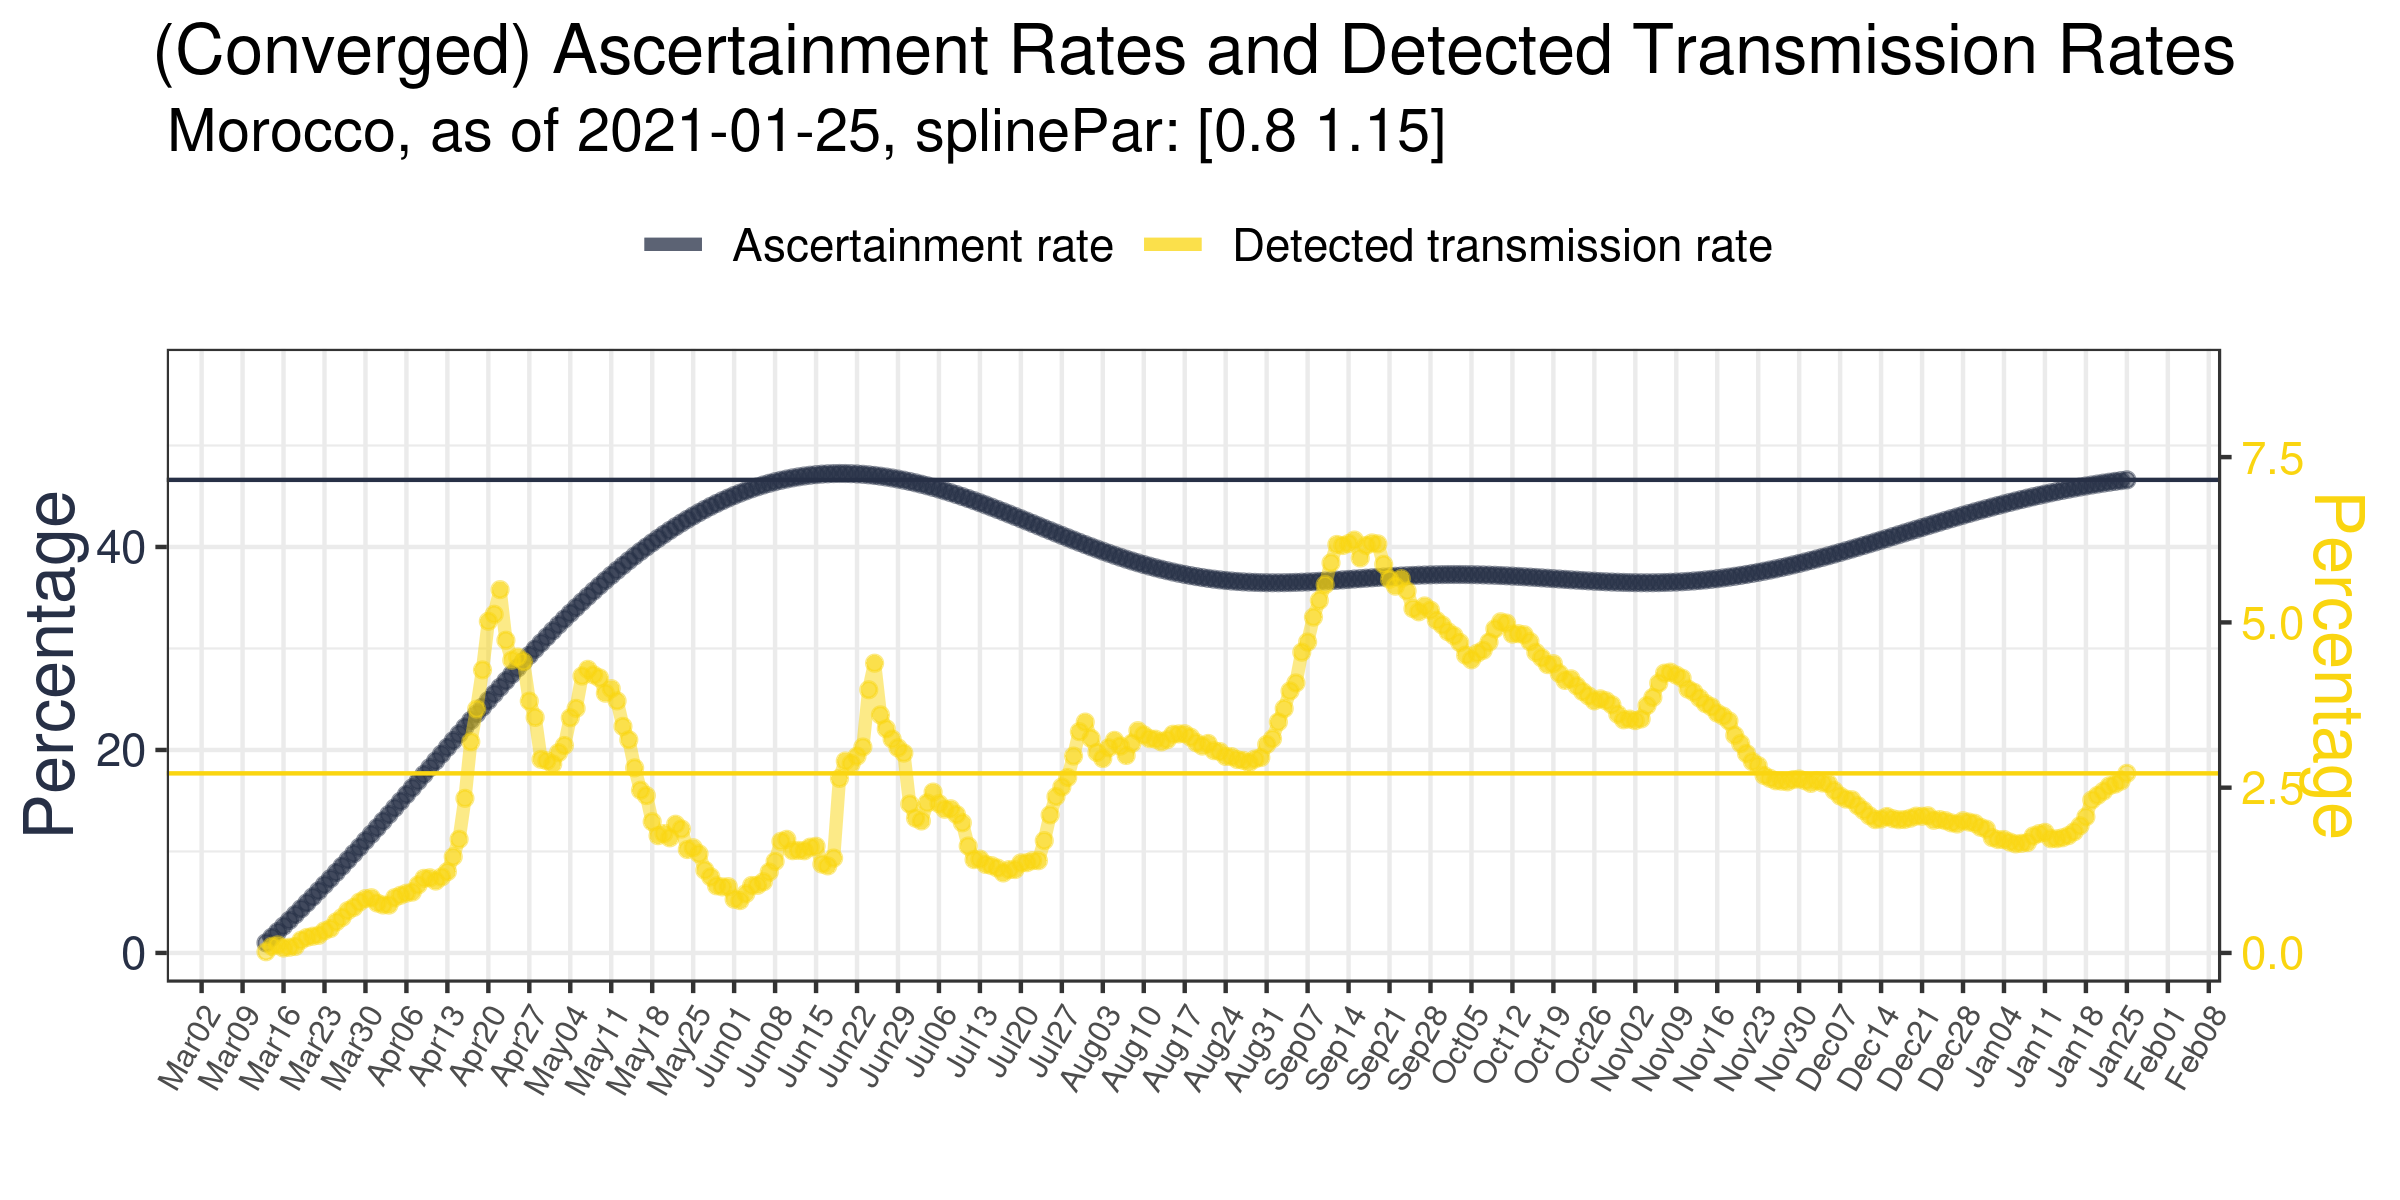 (Converged) Ascertainment Rates and Detected Transmission Rates
Morocco, as of 2021-01-25, splinePar: [0.8 1.15]
Ascertainment rate
Detected transmission rate
Percentage
40
20
0
7.5
5.0
2.5
0.0
Percentage
Mar02
Mar09
Mar16
Mar23
Mar30
Apr06
Apr13
Apr20
Apr27
May04
May11
May18
May25
Jun01
Jun08
Jun15
Jun22
Jun29
Jul06
Jul13
Jul20
Jul27
Aug03
Aug10
Aug17
Aug24
Aug31
Sep07
Sep14
Sep21
Sep28
Oct05
Oct12
Oct19
Oct26
Nov02
Nov09
Nov16
Nov23
Nov30
Dec07
Dec14
Dec21
Dec28
Jan04
Jan11
Jan18
Jan25
Feb01
Feb08